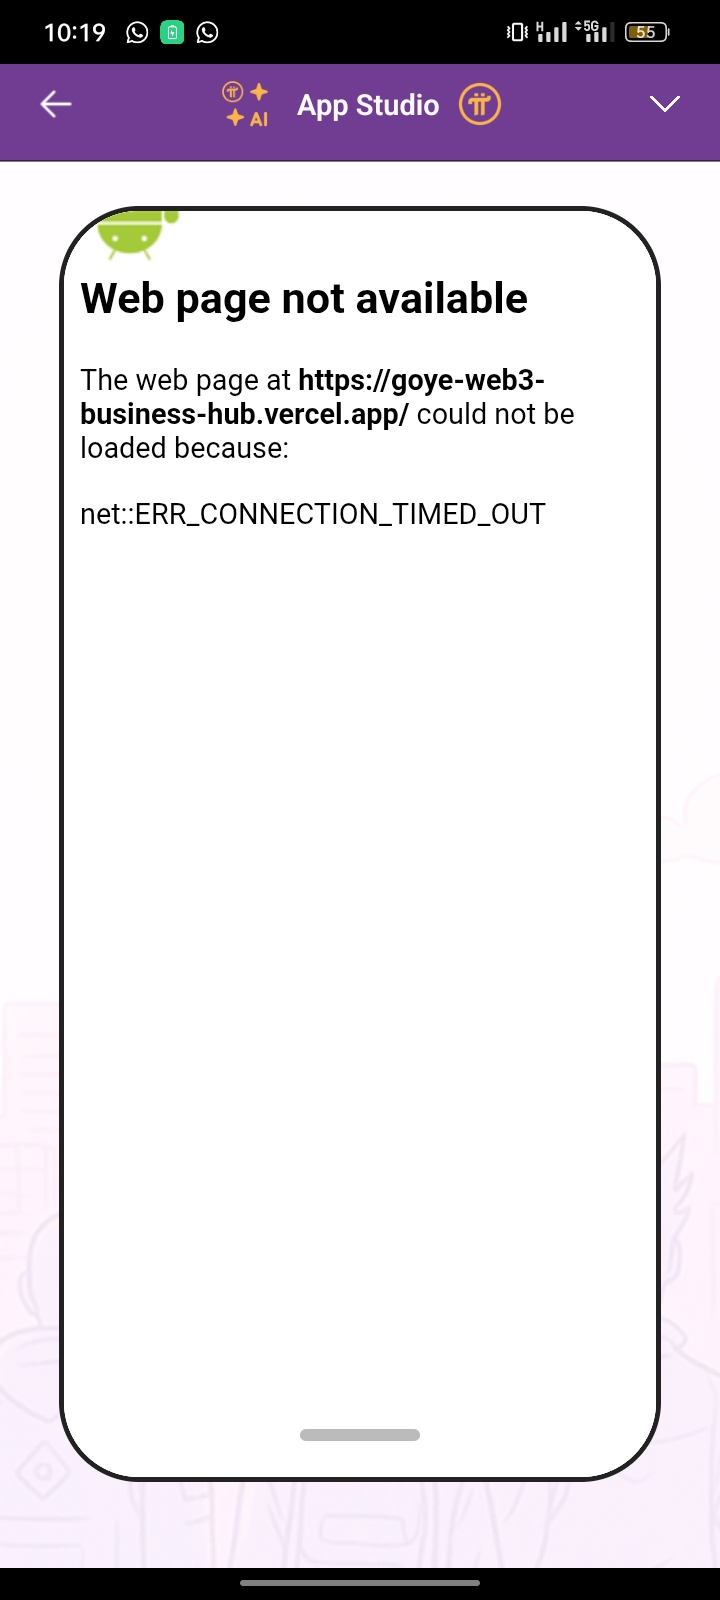 10:19 H 5G 55
AI App Studio
Web page not available
The web page at https://goye-web3-
business-hub.vercel.app/ could not be
loaded because:
net::ERR_CONNECTION_TIMED_OUT